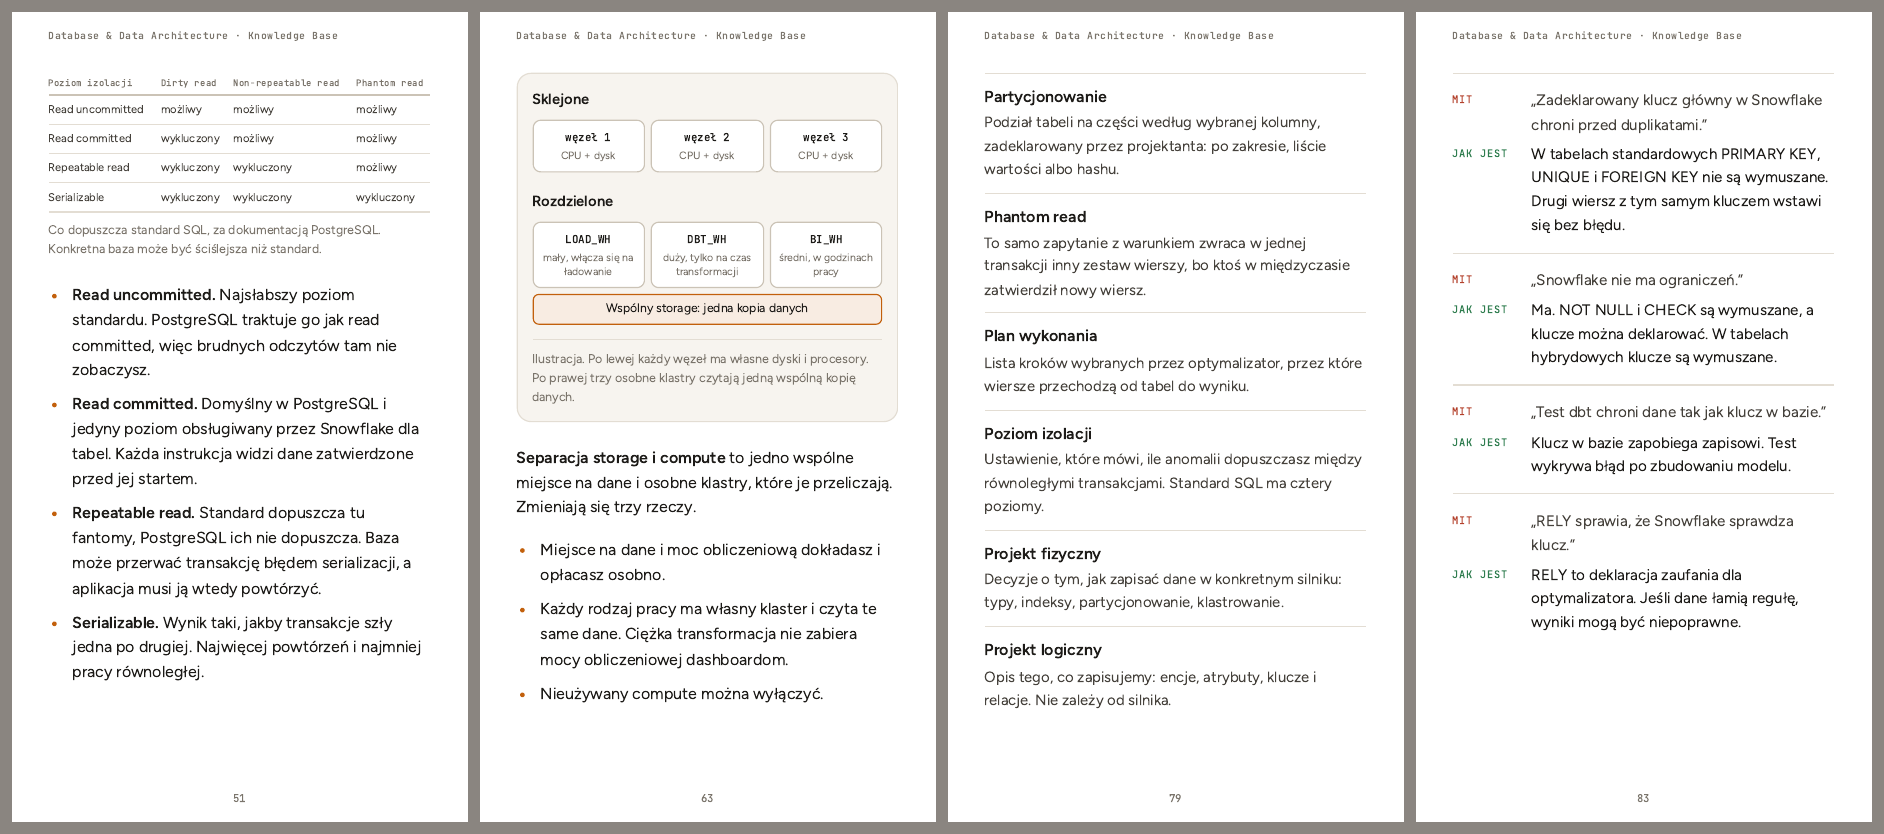 Database & Data Architecture · Knowledge Base
Poziom izolacji Dirty read Non-repeatable read Phantom read
Read uncommitted możliwy możliwy możliwy
Read committed wykluczony możliwy możliwy
Repeatable read wykluczony wykluczony możliwy
Serializable wykluczony wykluczony wykluczony
Co dopuszcza standard SQL, za dokumentacją PostgreSQL.
Konkretna baza może być ściślejsza niż standard.
• Read uncommitted. Najsłabszy poziom
standardu. PostgreSQL traktuje go jak read
committed, więc brudnych odczytów tam nie
zobaczysz.
• Read committed. Domyślny w PostgreSQL i
jedyny poziom obsługiwany przez Snowflake dla
tabel. Każda instrukcja widzi dane zatwierdzone
przed jej startem.
• Repeatable read. Standard dopuszcza tu
fantomy, PostgreSQL ich nie dopuszcza. Baza
może przerwać transakcję błędem serializacji, a
aplikacja musi ją wtedy powtórzyć.
• Serializable. Wynik taki, jakby transakcje szły
jedna po drugiej. Najwięcej powtórzeń i najmniej
pracy równoległej.
51
Database & Data Architecture · Knowledge Base
Sklejone
węzeł 1 węzeł 2 węzeł 3
CPU + dysk CPU + dysk CPU + dysk
Rozdzielone
LOAD_WH DBT_WH BI_WH
mały, włącza się na duży, tylko na czas średni, w godzinach
ładowanie transformacji pracy
Wspólny storage: jedna kopia danych
Ilustracja. Po lewej każdy węzeł ma własne dyski i procesory.
Po prawej trzy osobne klastry czytają jedną wspólną kopię
danych.
Separacja storage i compute to jedno wspólne
miejsce na dane i osobne klastry, które je przeliczają.
Zmieniają się trzy rzeczy.
• Miejsce na dane i moc obliczeniową dokładasz i
opłacasz osobno.
• Każdy rodzaj pracy ma własny klaster i czyta te
same dane. Ciężka transformacja nie zabiera
mocy obliczeniowej dashboardom.
• Nieużywany compute można wyłączyć.
63
Database & Data Architecture · Knowledge Base
Partycjonowanie
Podział tabeli na części według wybranej kolumny,
zadeklarowany przez projektanta: po zakresie, liście
wartości albo hashu.
Phantom read
To samo zapytanie z warunkiem zwraca w jednej
transakcji inny zestaw wierszy, bo ktoś w międzyczasie
zatwierdził nowy wiersz.
Plan wykonania
Lista kroków wybranych przez optymalizator, przez które
wiersze przechodzą od tabel do wyniku.
Poziom izolacji
Ustawienie, które mówi, ile anomalii dopuszczasz między
równoległymi transakcjami. Standard SQL ma cztery
poziomy.
Projekt fizyczny
Decyzje o tym, jak zapisać dane w konkretnym silniku:
typy, indeksy, partycjonowanie, klastrowanie.
Projekt logiczny
Opis tego, co zapisujemy: encje, atrybuty, klucze i
relacje. Nie zależy od silnika.
79
Database & Data Architecture · Knowledge Base
MIT „Zadeklarowany klucz główny w Snowflake
chroni przed duplikatami.”
JAK JEST W tabelach standardowych PRIMARY KEY,
UNIQUE i FOREIGN KEY nie są wymuszane.
Drugi wiersz z tym samym kluczem wstawi
się bez błędu.
MIT „Snowflake nie ma ograniczeń.”
JAK JEST Ma. NOT NULL i CHECK są wymuszane, a
klucze można deklarować. W tabelach
hybrydowych klucze są wymuszane.
MIT „Test dbt chroni dane tak jak klucz w bazie.”
JAK JEST Klucz w bazie zapobiega zapisowi. Test
wykrywa błąd po zbudowaniu modelu.
MIT „RELY sprawia, że Snowflake sprawdza
klucz.”
JAK JEST RELY to deklaracja zaufania dla
optymalizatora. Jeśli dane łamią regułę,
wyniki mogą być niepoprawne.
83